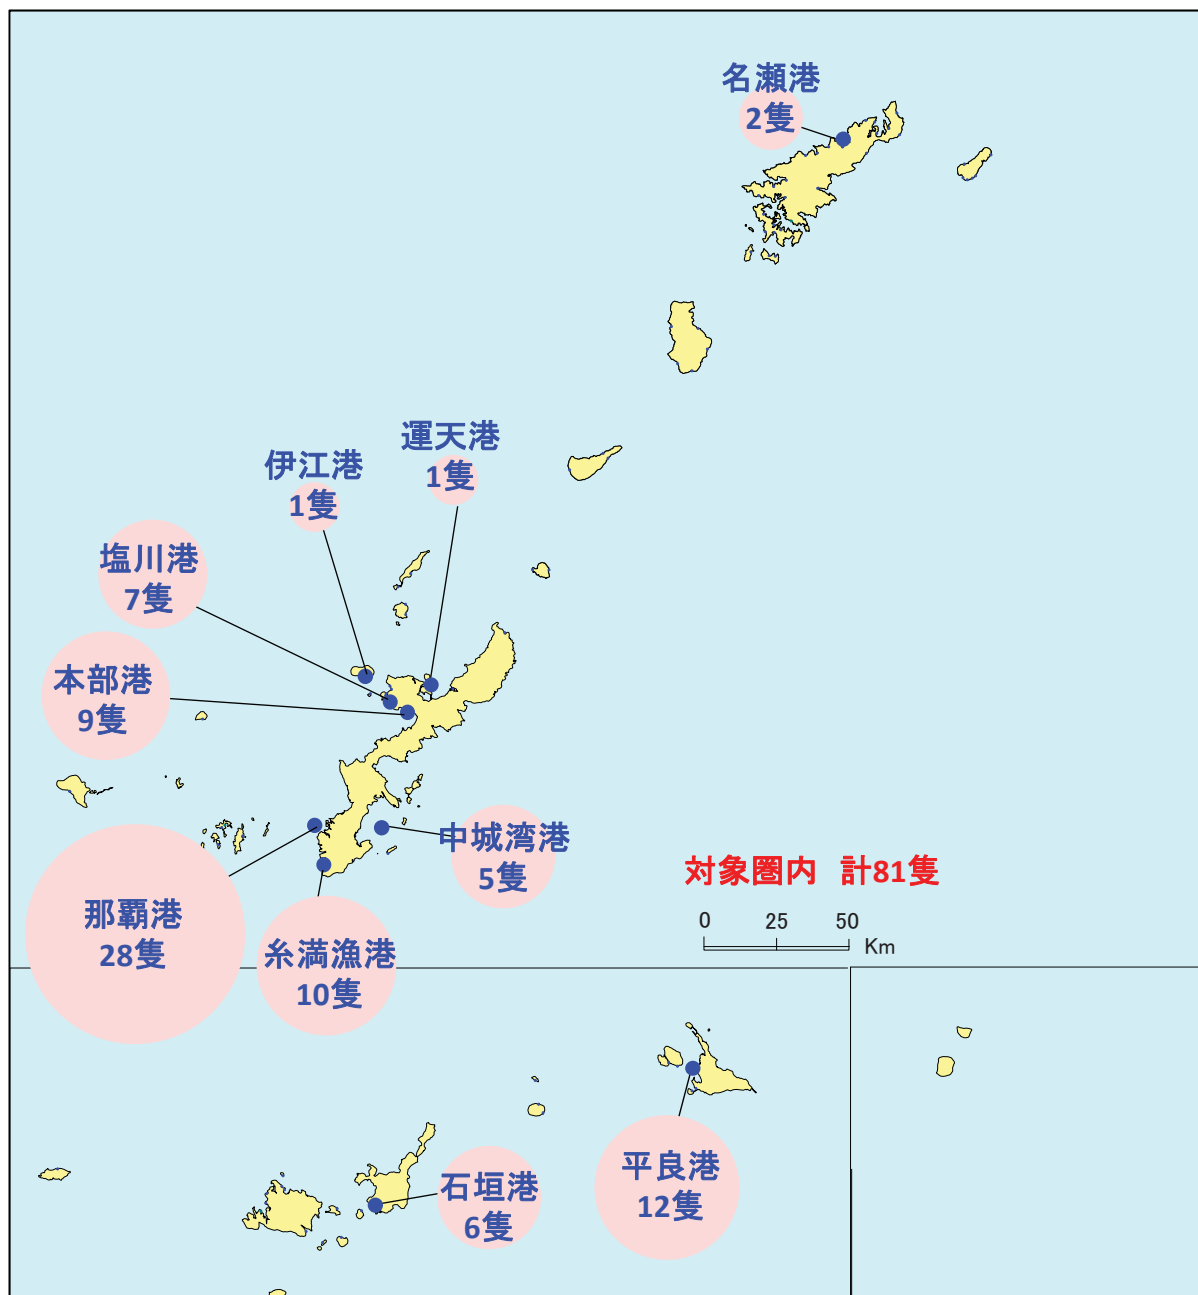 名瀬港
2隻
運天港
1隻
伊江港
1隻
塩川港
7隻
本部港
9隻
中城湾港
5隻
対象圏内　計81隻
0 25 50
Km
那覇港
28隻
糸満漁港
10隻
平良港
12隻
石垣港
6隻